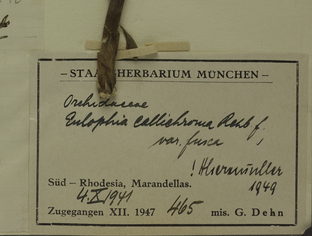 – STAATSHERBARIUM MÜNCHEN –
Orchidaceae
Eulophia callichroma Rchb f.
var. fusca
!
1949
Süd – Rhodesia, Marandellas.
4.X.1941
Zugegangen XII. 1947 465 mis. G. Dehn